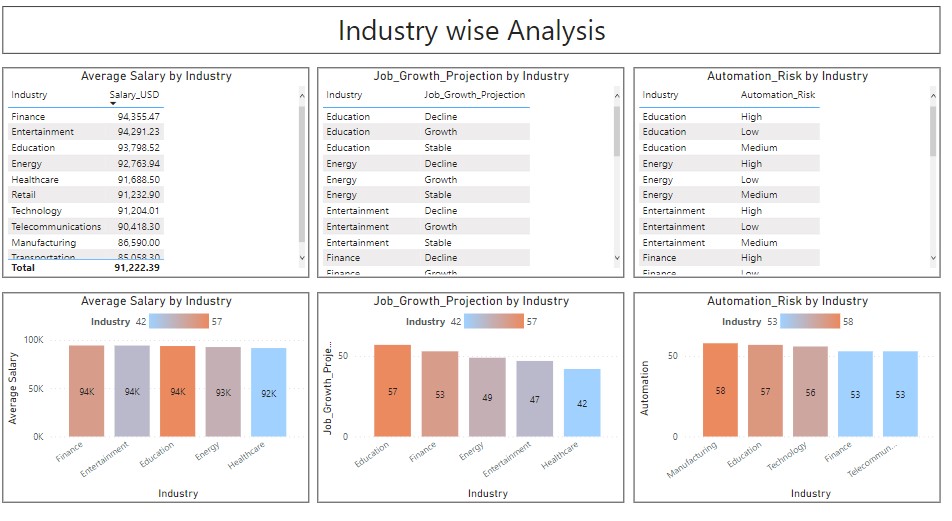 Industry wise Analysis
Average Salary by Industry
Industry Salary_USD
Finance 94,355.47
Entertainment 94,291.23
Education 93,798.52
Energy 92,763.94
Healthcare 91,688.50
Retail 91,232.90
Technology 91,204.01
Telecommunications 90,418.30
Manufacturing 86,590.00
Transportation 85,058.30
Total 91,222.39
Job_Growth_Projection by Industry
Industry Job_Growth_Projection
Education Decline
Education Growth
Education Stable
Energy Decline
Energy Growth
Energy Stable
Entertainment Decline
Entertainment Growth
Entertainment Stable
Finance Decline
Finance Growth
Automation_Risk by Industry
Industry Automation_Risk
Education High
Education Low
Education Medium
Energy High
Energy Low
Energy Medium
Entertainment High
Entertainment Low
Entertainment Medium
Finance High
Finance Low
Average Salary by Industry
Industry 42 57
Average Salary
100K
50K
0K
94K 94K 94K 93K 92K
Finance Entertainment Education Energy Healthcare
Industry
Job_Growth_Projection by Industry
Industry 42 57
Job_Growth_Proje...
50
0
57 53 49 47 42
Education Finance Energy Entertainment Healthcare
Industry
Automation_Risk by Industry
Industry 53 58
Automation
50
0
58 57 56 53 53
Manufacturing Education Technology Finance Telecommun...
Industry